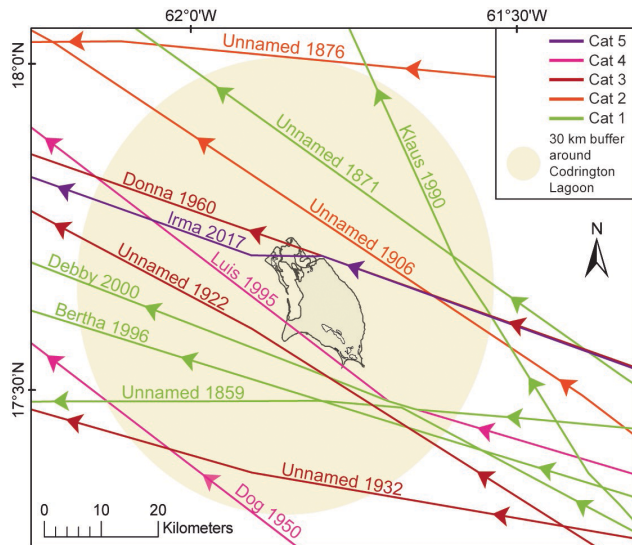 62°0'W
61°30'W
18°0'N
17°30'N
Unnamed 1876
Unnamed 1871
Klaus 1990
Donna 1960
Irma 2017
Unnamed 1906
Luis 1995
Unnamed 1922
Debby 2000
Bertha 1996
Unnamed 1859
Unnamed 1932
Dog 1950
Cat 5
Cat 4
Cat 3
Cat 2
Cat 1
30 km buffer
around
Codrington
Lagoon
N
0 10 20
Kilometers